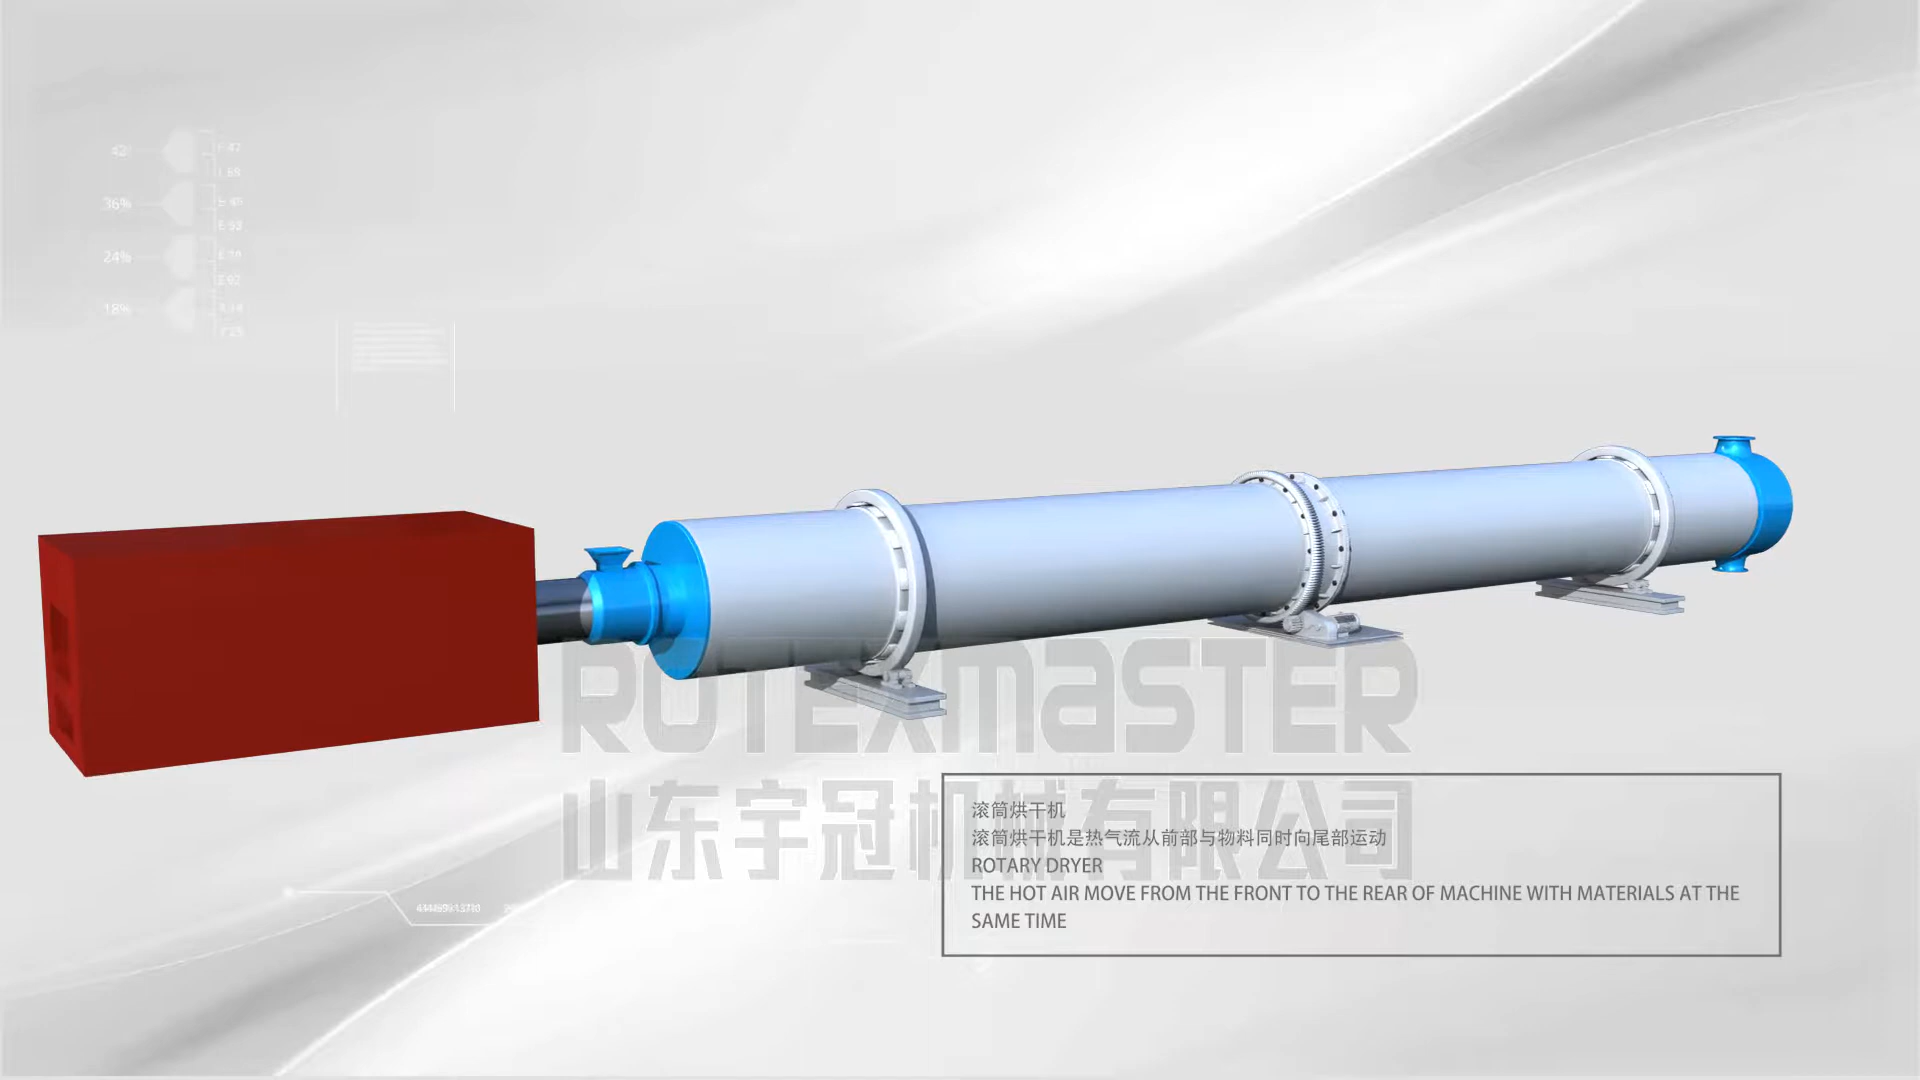 36%
24%
18%
ROTEXMASTER
山东宇冠机械有限公司
滚筒烘干机
滚筒烘干机是热气流从前部与物料同时向尾部运动
ROTARY DRYER
THE HOT AIR MOVE FROM THE FRONT TO THE REAR OF MACHINE WITH MATERIALS AT THE
SAME TIME